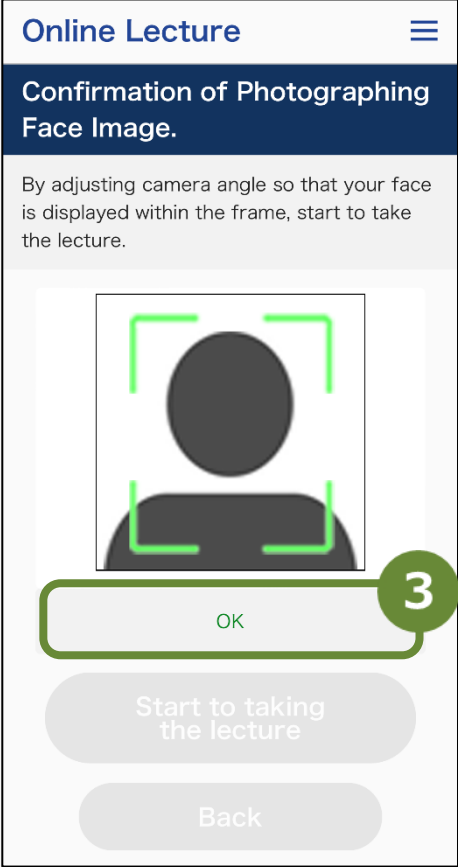 Online Lecture
Confirmation of Photographing
Face Image.
By adjusting camera angle so that your face
is displayed within the frame, start to take
the lecture.
3
OK
Start to taking
the lecture
Back